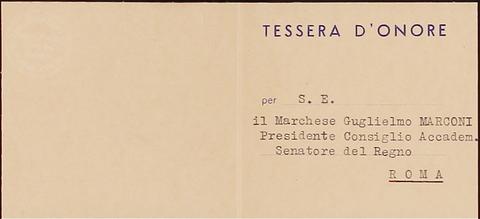 TESSERA D'ONORE
per S. E.
il Marchese Guglielmo MARCONI
Presidente Consiglio Accadem.
Senatore del Regno
ROMA